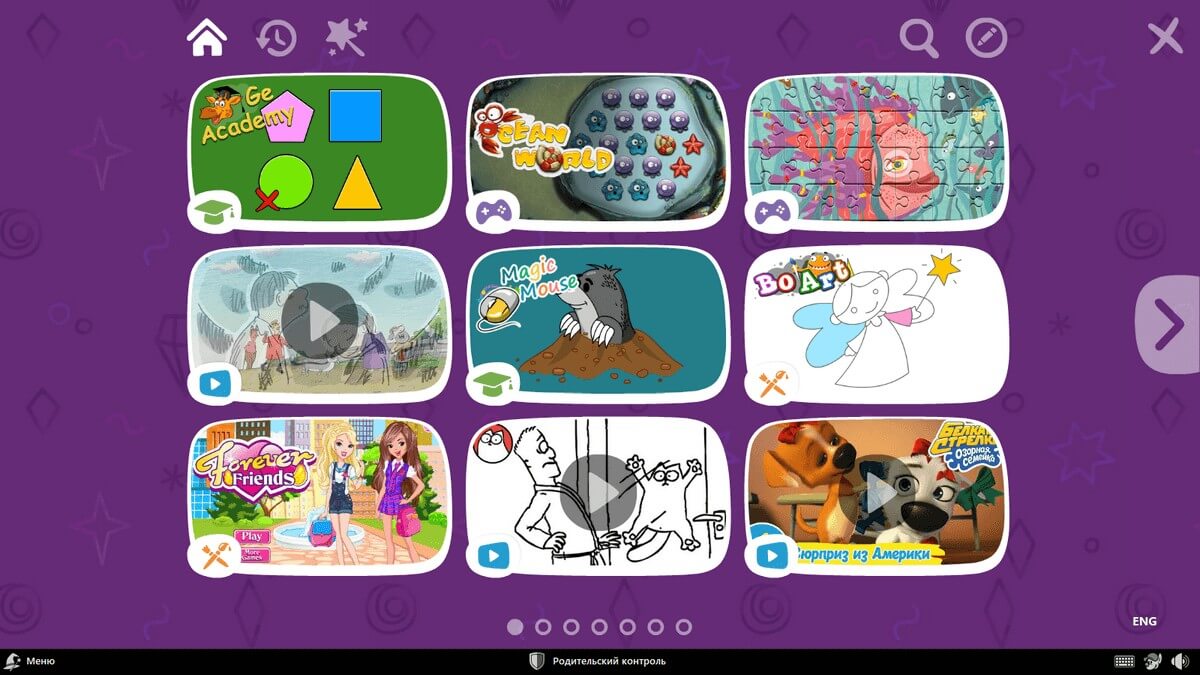 Ge
Academy
Ocean
World
Magic
Mouse
BoArt
Forever
Friends
Play
More
Games
Белка
Стрелка
Озорная
семейка
Сюрприз из Америки
ENG
Меню
Родительский контроль